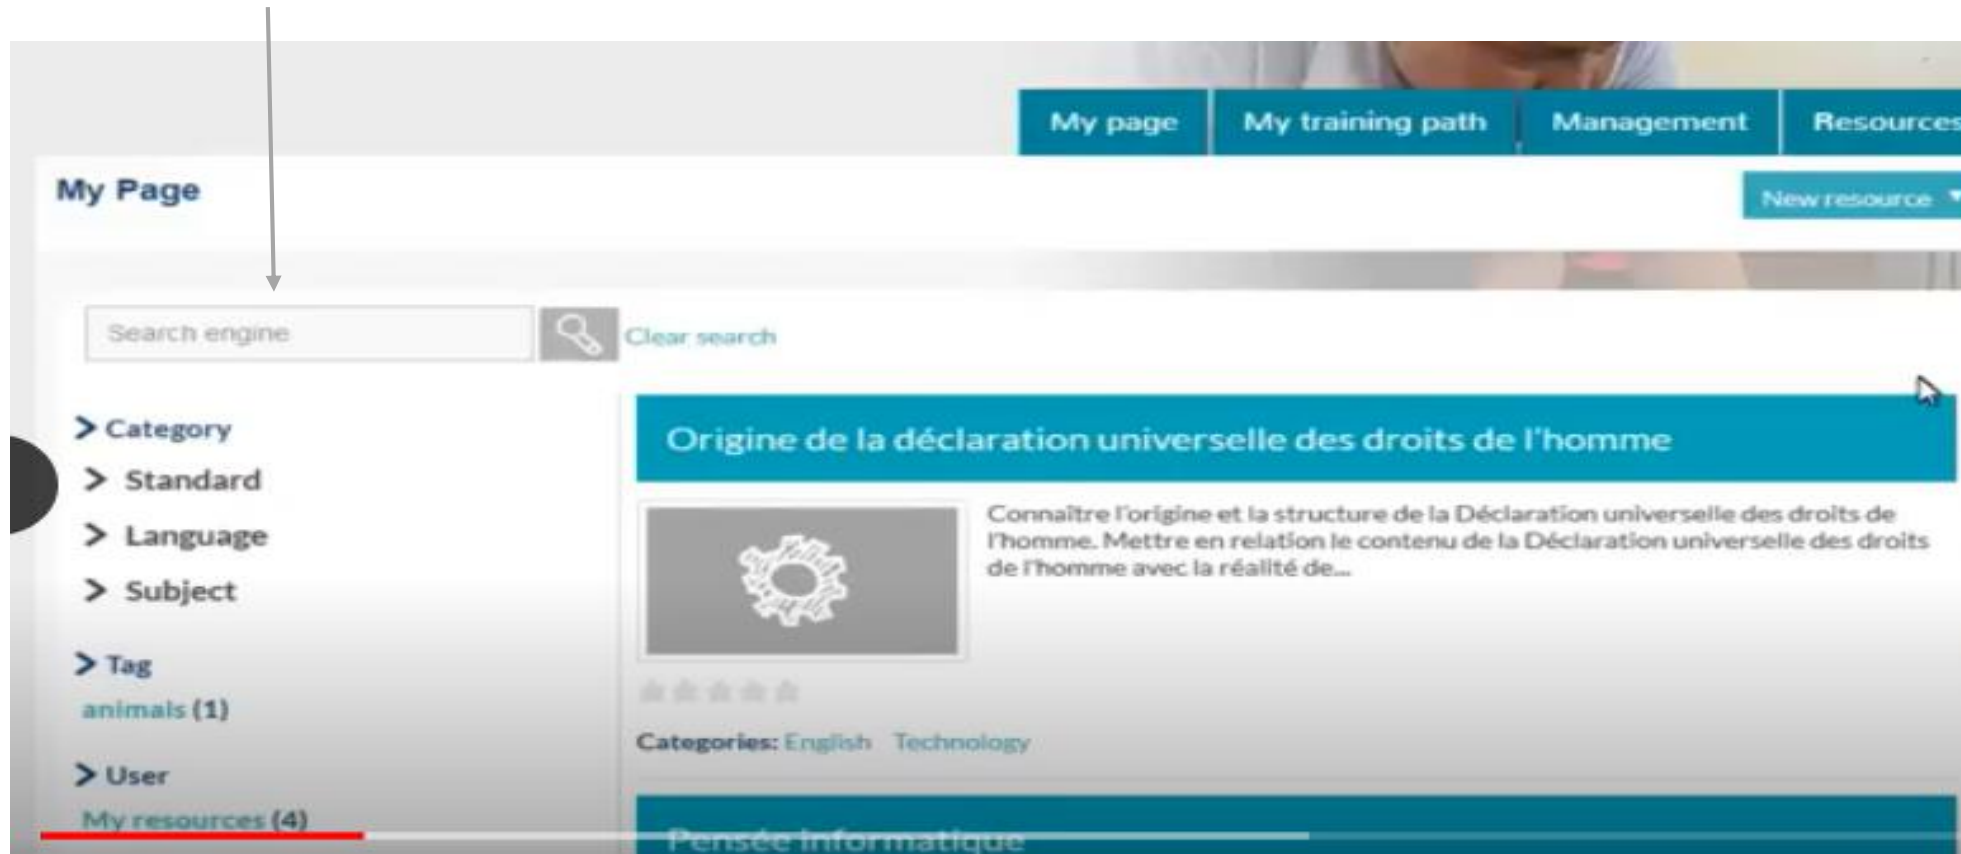 My page My training path Management Resources
My Page
New resource
Search engine
Clear search
Category
Standard
Language
Subject
Tag
animals (1)
User
My resources (4)
Origine de la déclaration universelle des droits de l'homme
Connaître l'origine et la structure de la Déclaration universelle des droits de
l'homme. Mettre en relation le contenu de la Déclaration universelle des droits
de l'homme avec la réalité de...
Categories: English Technology
Pensée informatique